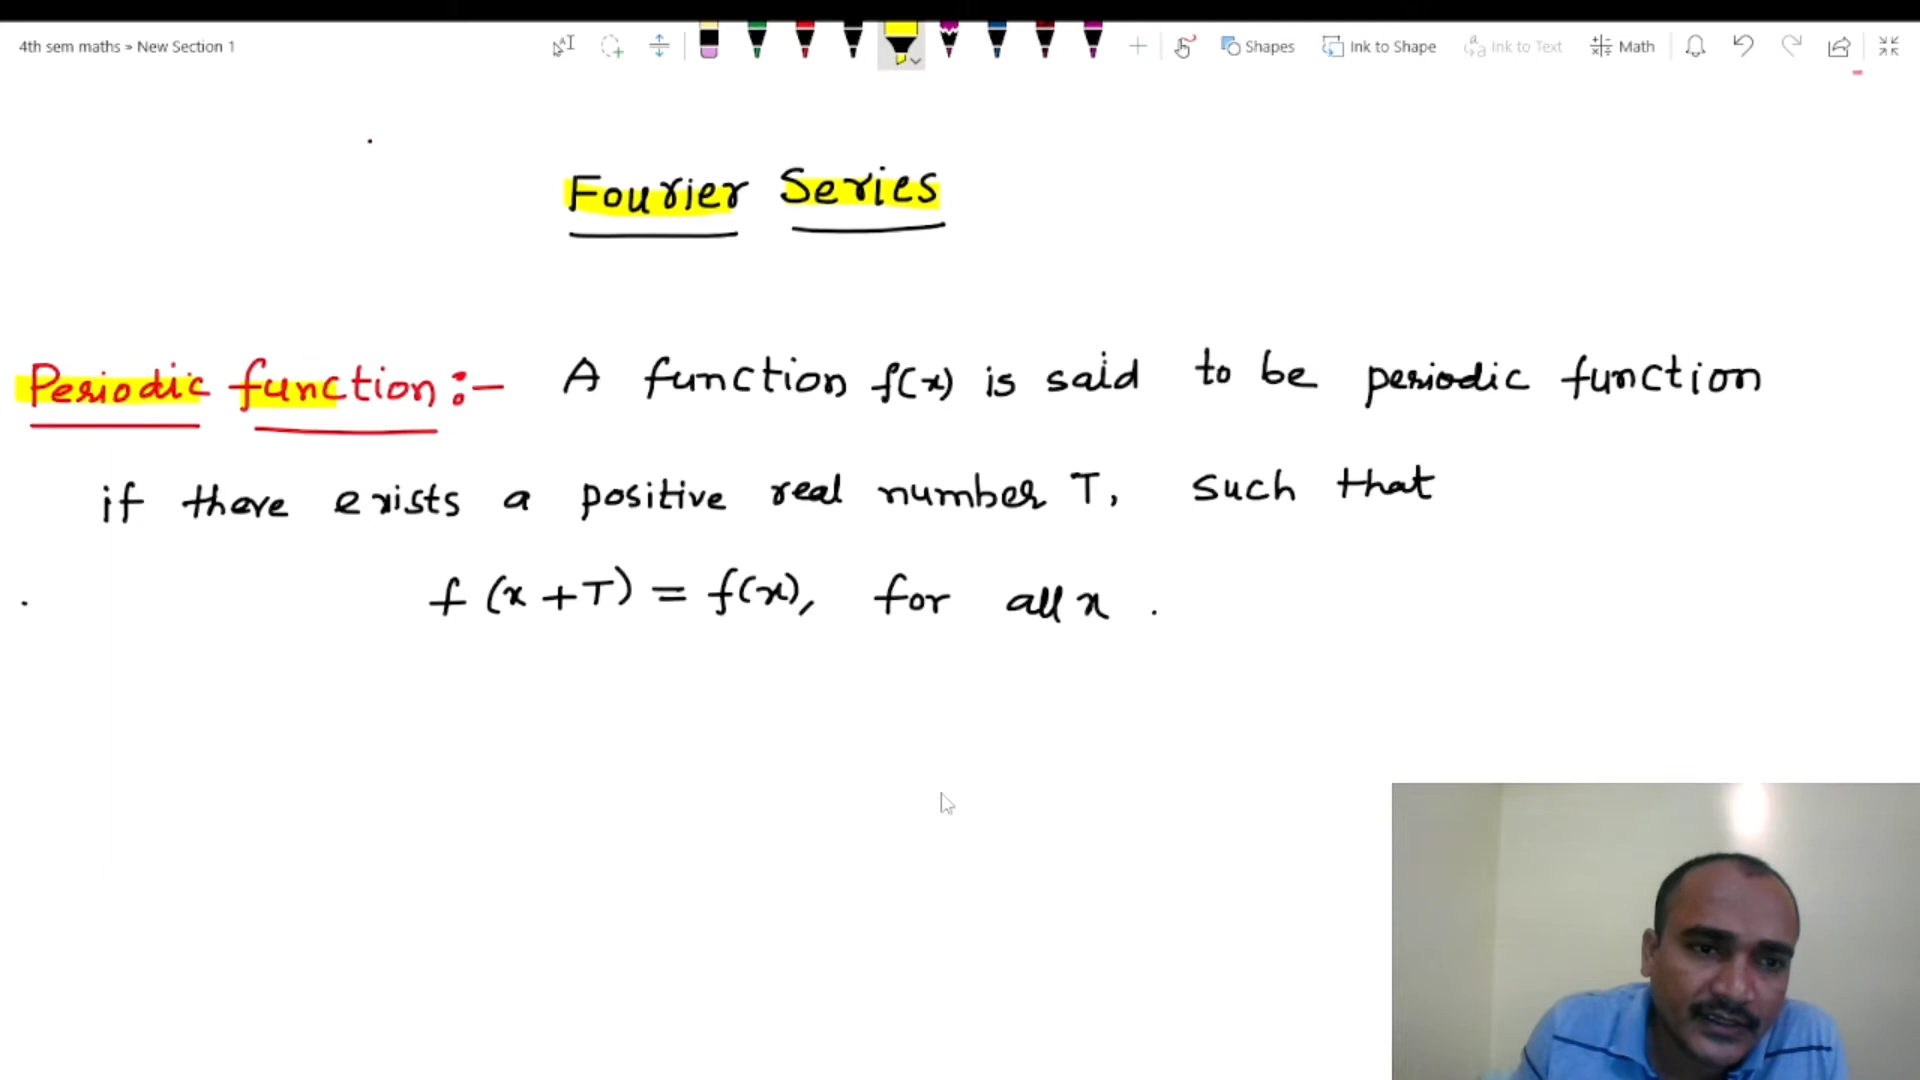 4th sem maths » New Section 1
Shapes Ink to Shape Ink to Text Math
Fourier Series
Periodic function :- A function f(x) is said to be periodic function
if there exists a positive real number T, such that
f(x+T) = f(x), for all x.